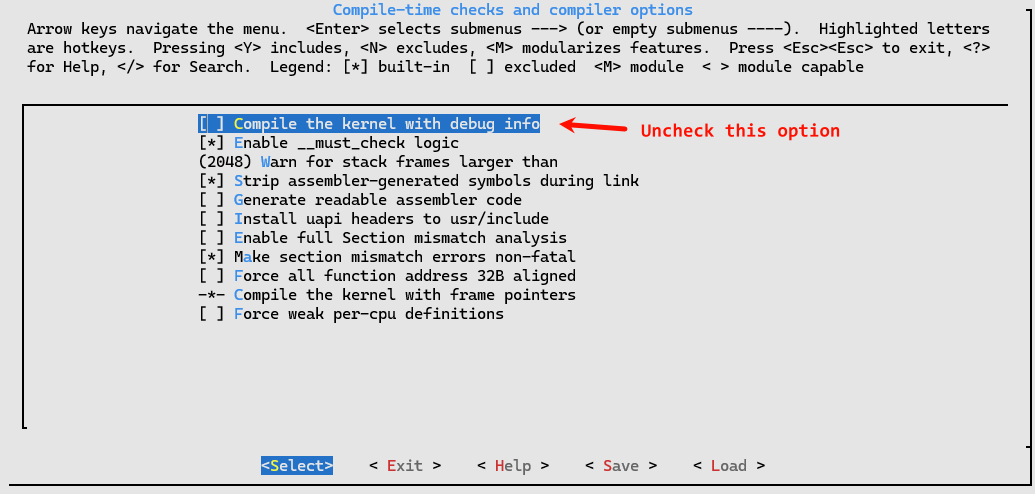 Compile-time checks and compiler options
Arrow keys navigate the menu.  <Enter> selects submenus ---> (or empty submenus ----).  Highlighted letters
are hotkeys.  Pressing <Y> includes, <N> excludes, <M> modularizes features.  Press <Esc><Esc> to exit, <?>
for Help, </> for Search.  Legend: [*] built-in  [ ] excluded  <M> module  < > module capable
[ ] Compile the kernel with debug info
Uncheck this option
[*] Enable __must_check logic
(2048) Warn for stack frames larger than
[*] Strip assembler-generated symbols during link
[ ] Generate readable assembler code
[ ] Install uapi headers to usr/include
[ ] Enable full Section mismatch analysis
[*] Make section mismatch errors non-fatal
[ ] Force all function address 32B aligned
-*- Compile the kernel with frame pointers
[ ] Force weak per-cpu definitions
<Select>    < Exit >    < Help >    < Save >    < Load >